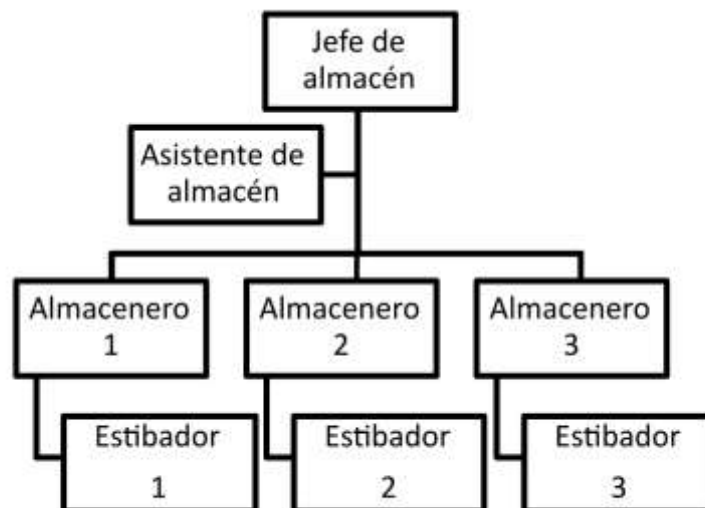 Jefe de
almacén
Asistente de
almacén
Almacenero
1
Almacenero
2
Almacenero
3
Estibador
1
Estibador
2
Estibador
3